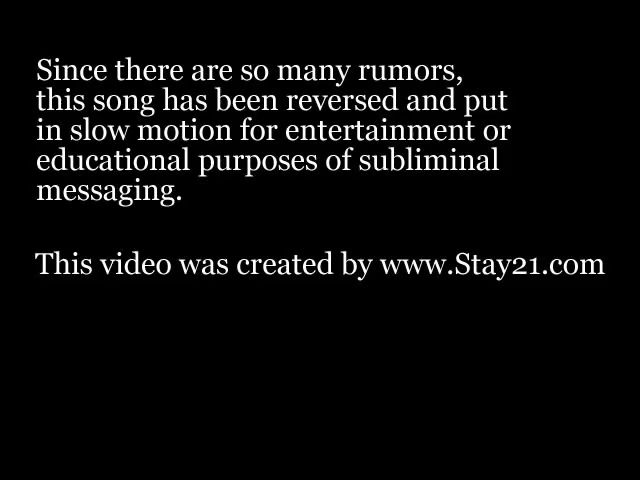 Since there are so many rumors,
this song has been reversed and put
in slow motion for entertainment or
educational purposes of subliminal
messaging.
This video was created by www.Stay21.com